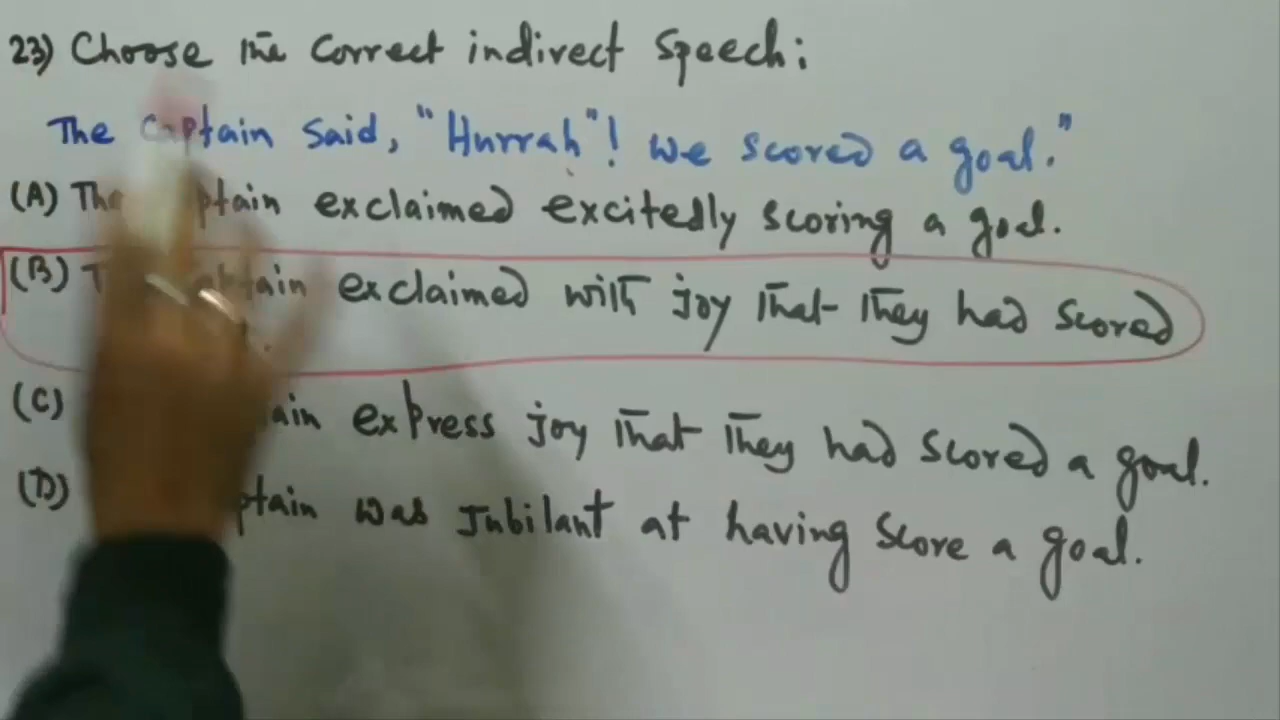 23) Choose the correct indirect speech:
The Captain said, "Hurrah"! we scored a goal."
(A) The Captain exclaimed excitedly scoring a goal.
(B) exclaimed with joy that they had scored
(C) express joy that they had scored a goal.
(D) was Jubilant at having score a goal.